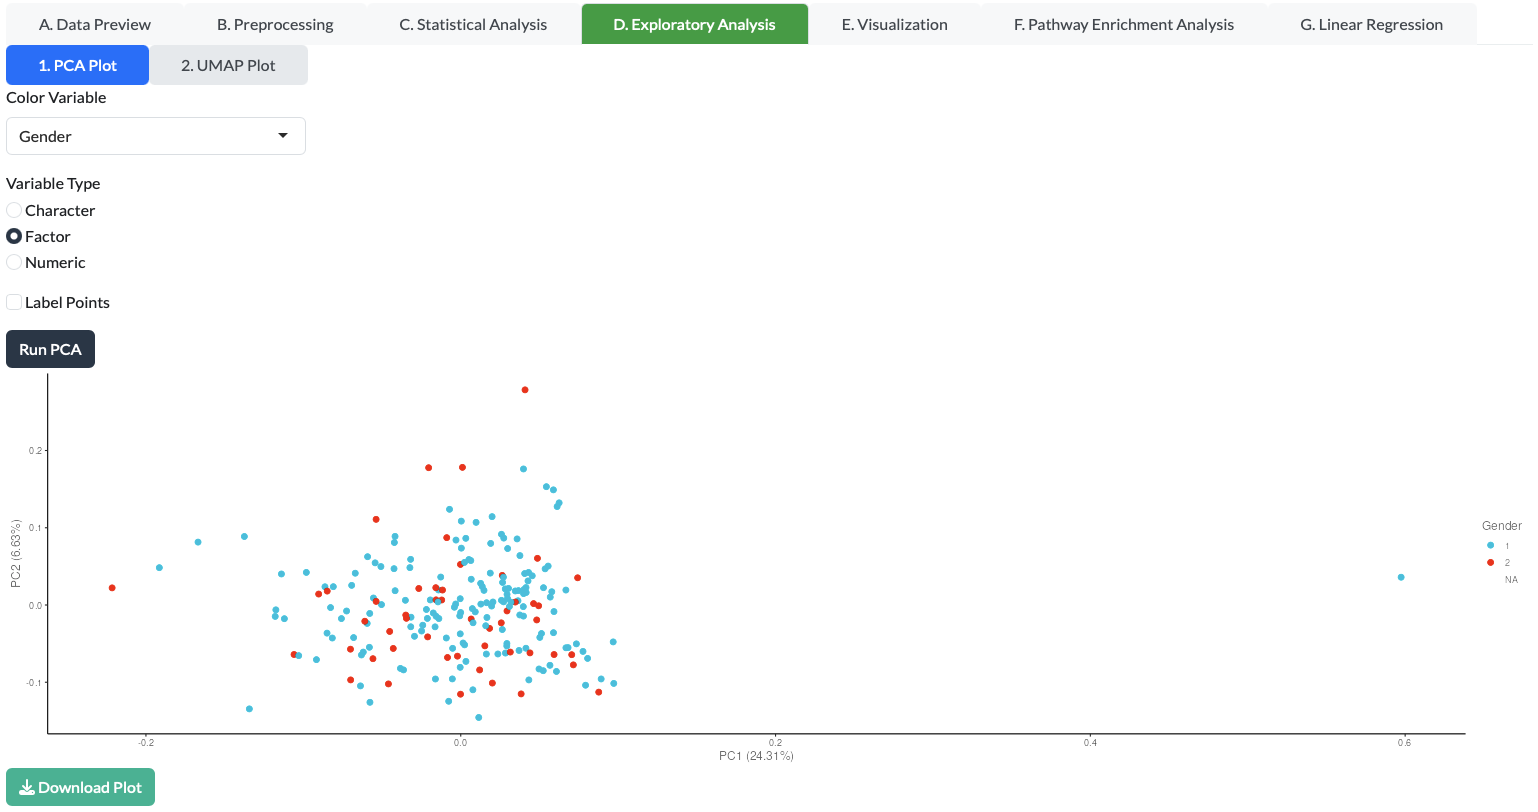 A. Data Preview
B. Preprocessing
C. Statistical Analysis
D. Exploratory Analysis
E. Visualization
F. Pathway Enrichment Analysis
G. Linear Regression
1. PCA Plot
2. UMAP Plot
Color Variable
Gender
Variable Type
Character
Factor
Numeric
Label Points
Run PCA
PC2 (6.63%)
0.2
0.1
0.0
-0.1
-0.2
0.0
0.2
0.4
0.6
PC1 (24.31%)
Gender
1
2
NA
Download Plot